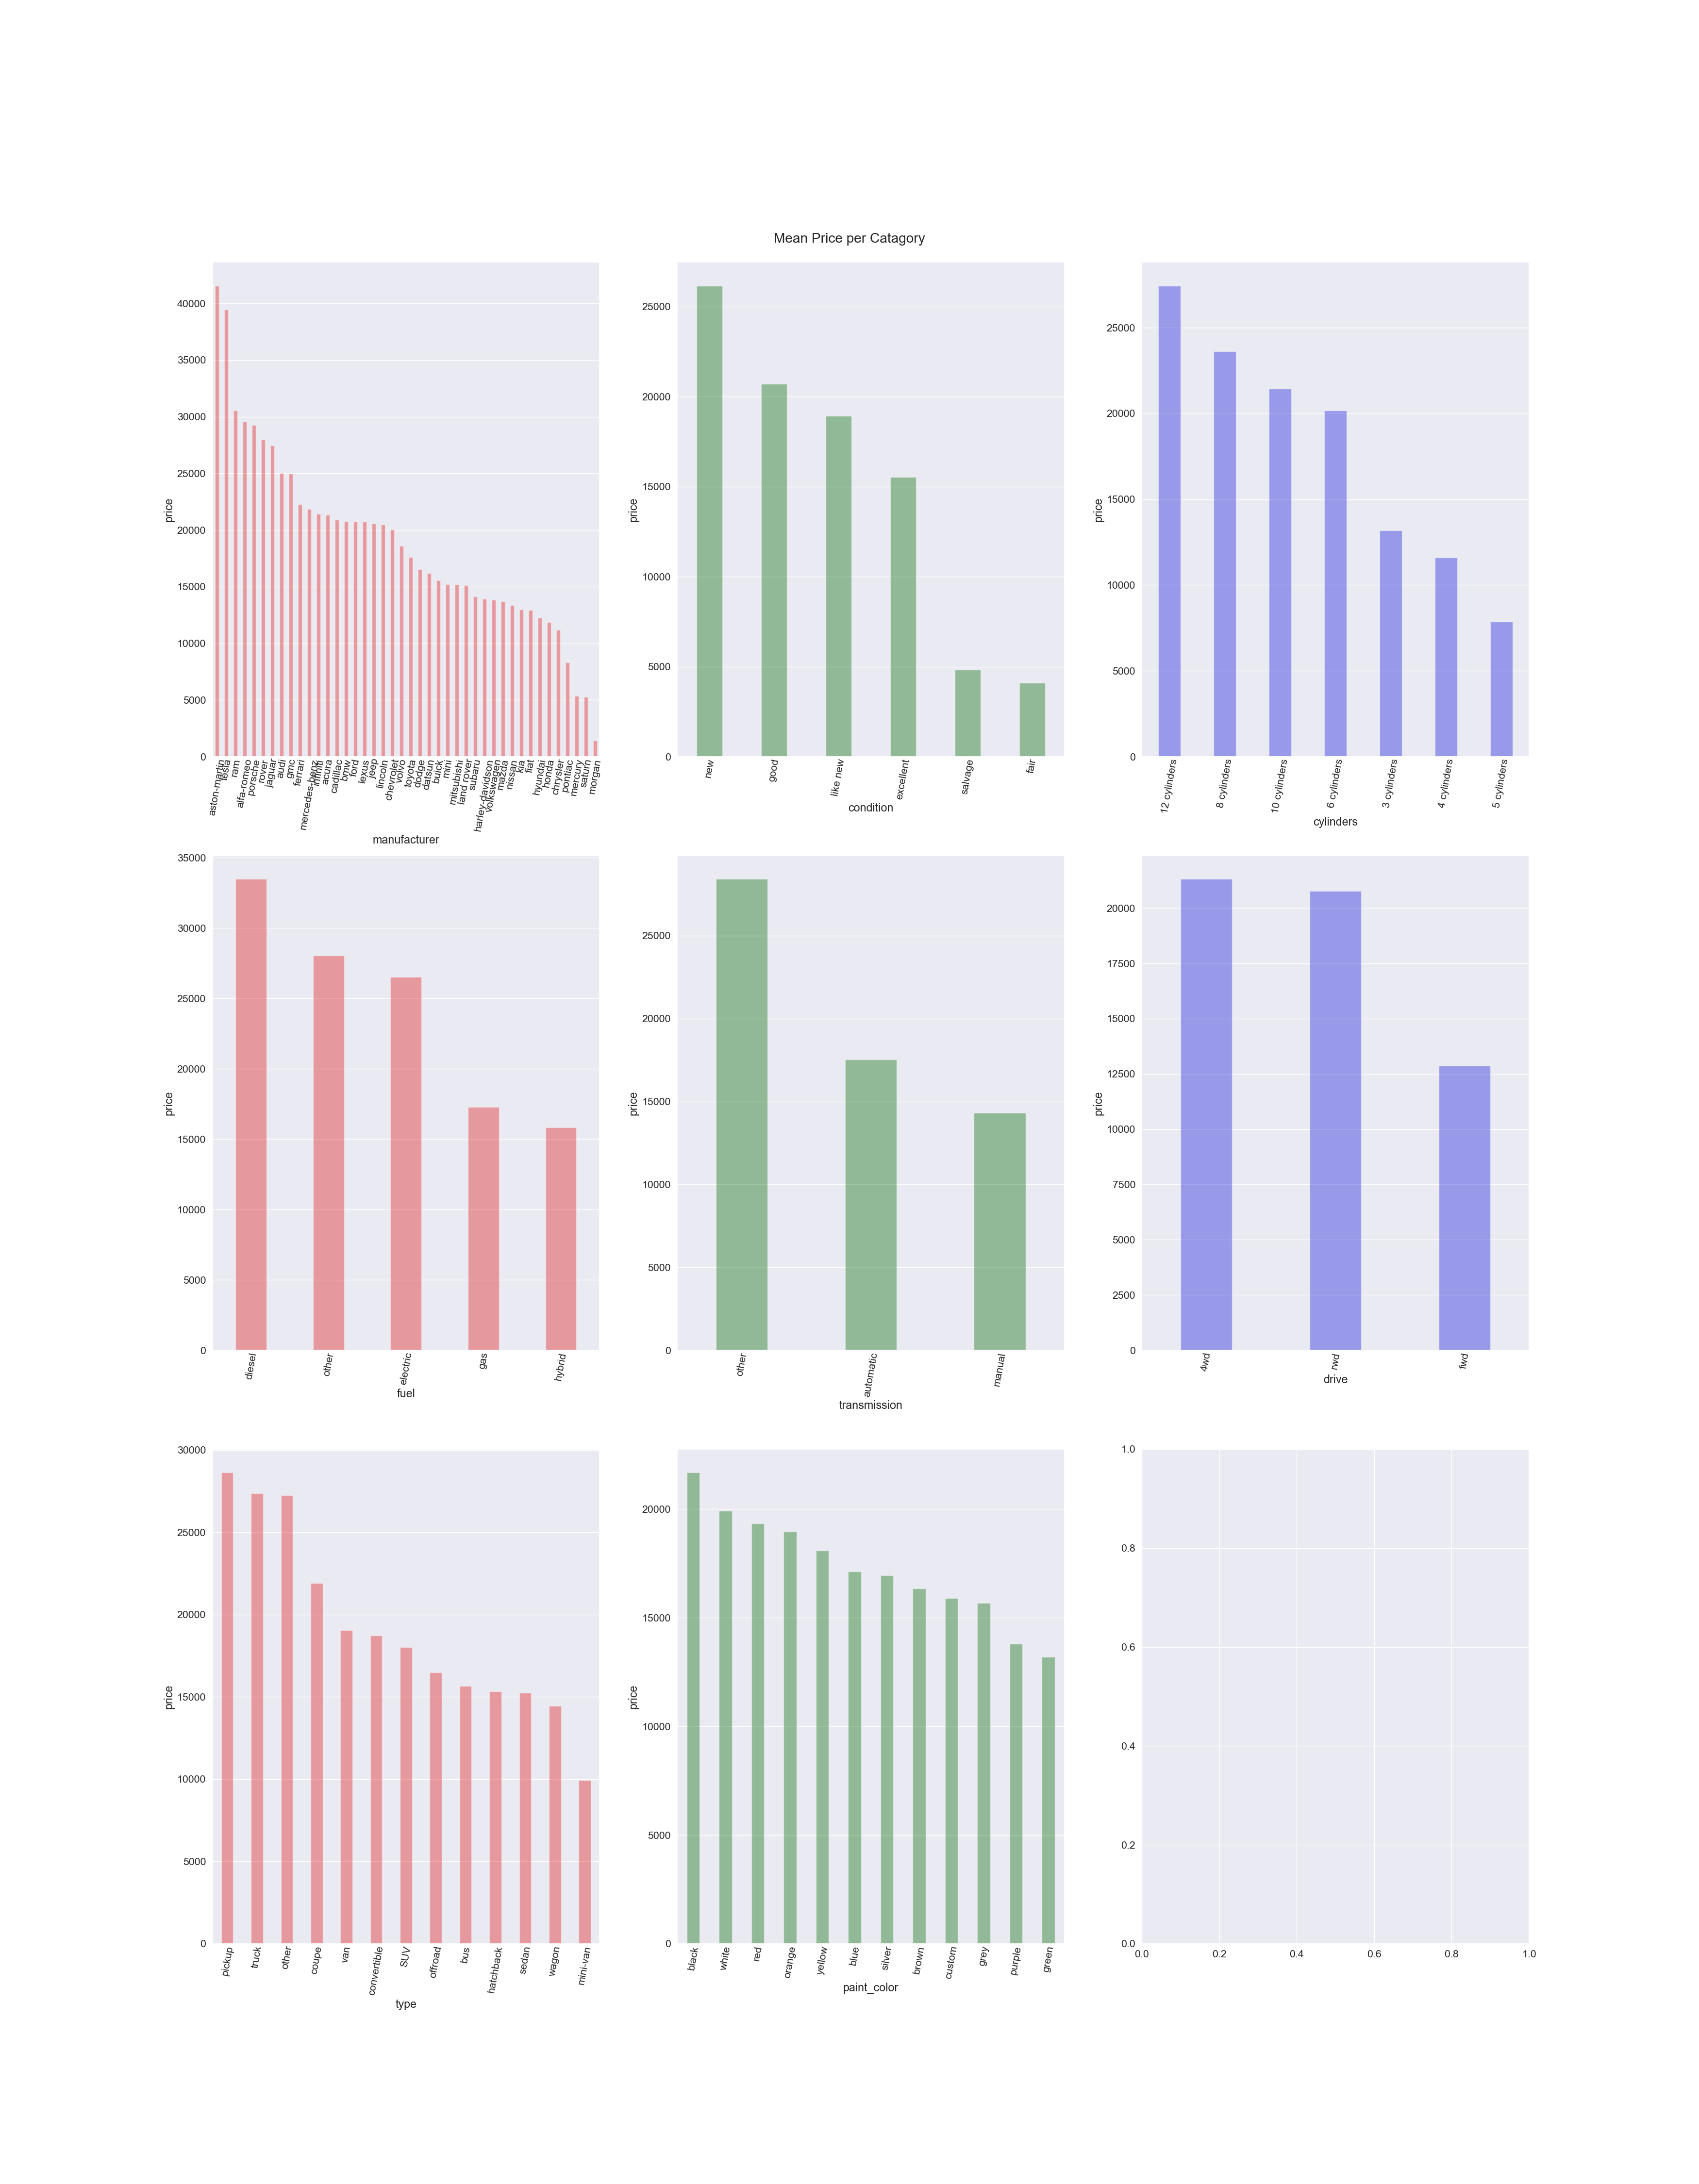 Mean Price per Catagory
40000
35000
30000
25000
20000
15000
10000
5000
0
price
aston-martin
tesla
ram
alfa-romeo
porsche
rover
jaguar
audi
gmc
ferrari
mercedes-benz
infiniti
acura
cadillac
bmw
ford
lexus
jeep
lincoln
chevrolet
volvo
toyota
dodge
datsun
buick
mini
mitsubishi
land rover
subaru
harley-davidson
volkswagen
mazda
nissan
kia
fiat
hyundai
honda
chrysler
pontiac
mercury
saturn
morgan
manufacturer
25000
20000
15000
10000
5000
0
price
new
good
like new
excellent
salvage
fair
condition
25000
20000
15000
10000
5000
0
price
12 cylinders
8 cylinders
10 cylinders
6 cylinders
3 cylinders
4 cylinders
5 cylinders
cylinders
35000
30000
25000
20000
15000
10000
5000
0
price
diesel
other
electric
gas
hybrid
fuel
25000
20000
15000
10000
5000
0
price
other
automatic
manual
transmission
20000
17500
15000
12500
10000
7500
5000
2500
0
price
4wd
rwd
fwd
drive
30000
25000
20000
15000
10000
5000
0
price
pickup
truck
other
coupe
van
convertible
SUV
offroad
bus
hatchback
sedan
wagon
mini-van
type
20000
15000
10000
5000
0
price
black
white
red
orange
yellow
blue
silver
brown
custom
grey
purple
green
paint_color
1.0
0.8
0.6
0.4
0.2
0.0
0.0 0.2 0.4 0.6 0.8 1.0